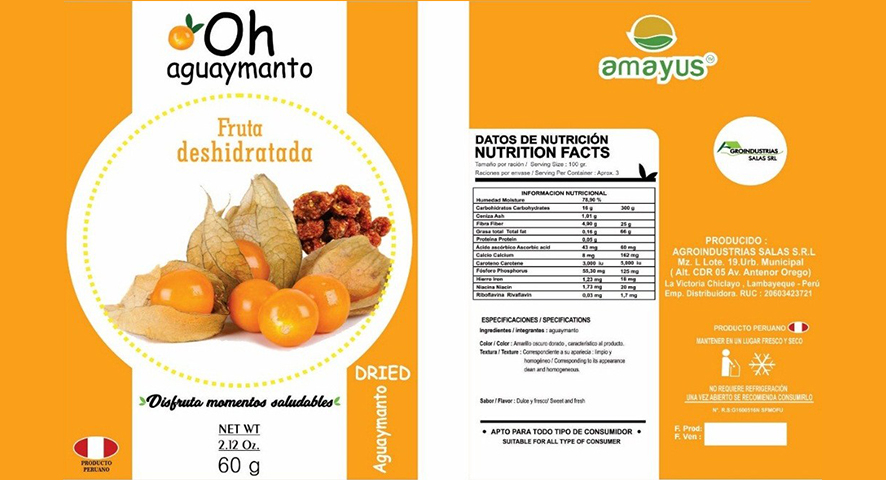 Oh
aguaymanto
Fruta
deshidratada
DRIED
Aguaymanto
Disfruta momentos saludables
NET WT
2.12 Oz.
60 g
PRODUCTO
PERUANO
amayus
DATOS DE NUTRICIÓN
NUTRITION FACTS
Tamaño por ración / Serving Size : 100 gr.
Raciones por envase / Serving Per Container : Aprox. 3
INFORMACION NUTRICIONAL
Humedad Moisture 78,90 %
Carbohidratos Carbohydrates 16 g 300 g
Ceniza Ash 1,01 g
Fibra Fiber 4,90 g 25 g
Grasa total Total fat 0,16 g 66 g
Proteina Protein 0,05 g
Acido ascórbico Ascorbic acid 43 mg 60 mg
Calcio Calcium 8 mg 162 mg
Caroteno Carotene 3,000 iu 5,000 iu
Fósforo Phosphorus 55,30 mg 125 mg
Hierro Iron 1,23 mg 18 mg
Niacina Niacin 1,73 mg 20 mg
Riboflavina Rivaflavin 0,03 mg 1,7 mg
ESPECIFICACIONES / SPECIFICATIONS
Ingredientes / integrantes : aguaymanto
Color / Color : Amarillo oscuro dorado , característico al producto.
Textura / Texture : Correspondiente a su apariecia : limpio y
homogéneo / Corresponding to its appearance
clean and homogeneous.
Sabor / Flavor : Dulce y fresco/ Sweet and fresh
• APTO PARA TODO TIPO DE CONSUMIDOR •
SUITABLE FOR ALL TYPE OF CONSUMER
GROINDUSTRIAS
SALAS SRL
PRODUCIDO :
AGROINDUSTRIAS SALAS S.R.L
Mz. L Lote. 19.Urb. Municipal
( Alt. CDR 05 Av. Antenor Orego)
La Victoria Chiclayo , Lambayeque - Perú
Emp. Distribuidora. RUC : 20603423721
PRODUCTO PERUANO
MANTENER EN UN LUGAR FRESCO Y SECO
NO REQUIERE REFRIGERACIÓN
UNA VEZ ABIERTO SE RECOMIENDA CONSUMIRLO
F. Prod:
F. Ven :